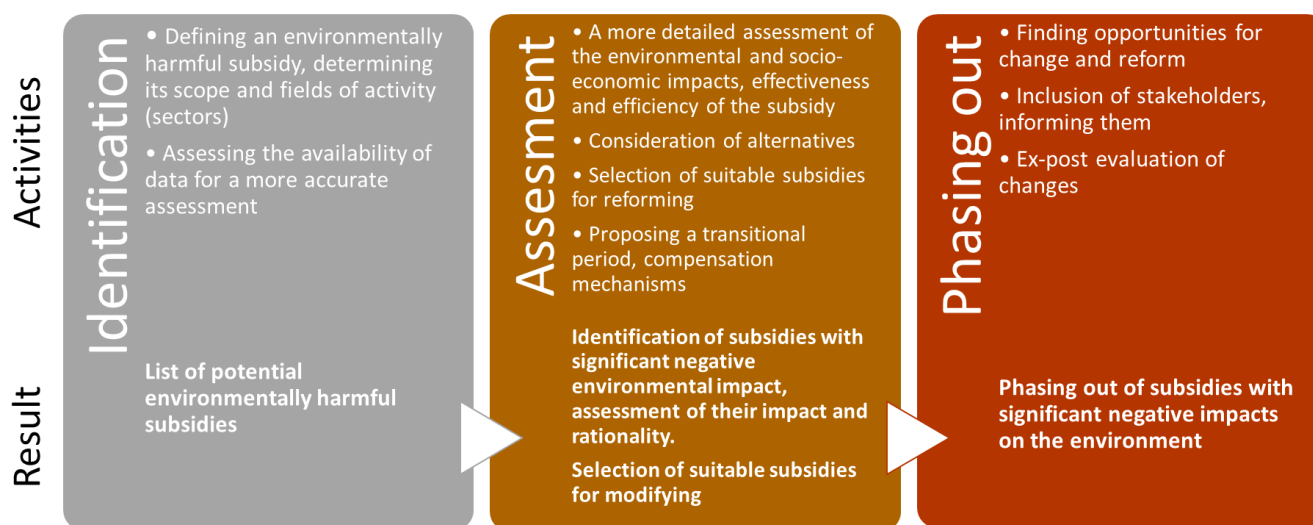 Activities
Result
Identification
• Defining an environmentally
harmful subsidy, determining
its scope and fields of activity
(sectors)
• Assessing the availability of
data for a more accurate
assessment
List of potential
environmentally harmful
subsidies
Assessment
• A more detailed assessment of
the environmental and socio-
economic impacts, effectiveness
and efficiency of the subsidy
• Consideration of alternatives
• Selection of suitable subsidies
for reforming
• Proposing a transitional
period, compensation
mechanisms
Identification of subsidies with
significant negative
environmental impact,
assessment of their impact and
rationality.
Selection of suitable subsidies
for modifying
Phasing out
• Finding opportunities for
change and reform
• Inclusion of stakeholders,
informing them
• Ex-post evaluation of
changes
Phasing out of subsidies with
significant negative impacts
on the environment